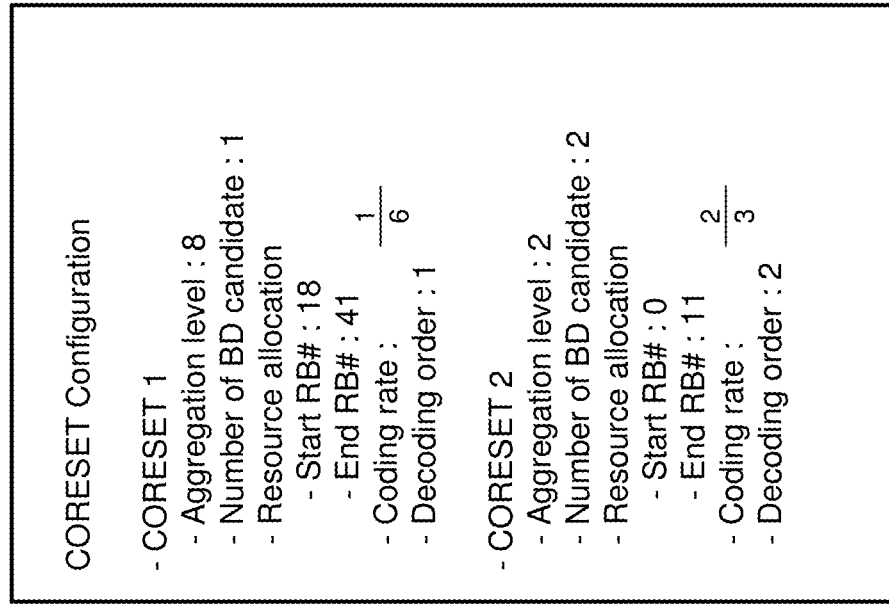 CORESET Configuration
- CORESET 1
- Aggregation level : 8
- Number of BD candidate : 1
- Resource allocation
- Start RB# : 18
- End RB# : 41
- Coding rate : 1/6
- Decoding order : 1
- CORESET 2
- Aggregation level : 2
- Number of BD candidate : 2
- Resource allocation
- Start RB# : 0
- End RB# : 11
- Coding rate : 2/3
- Decoding order : 2